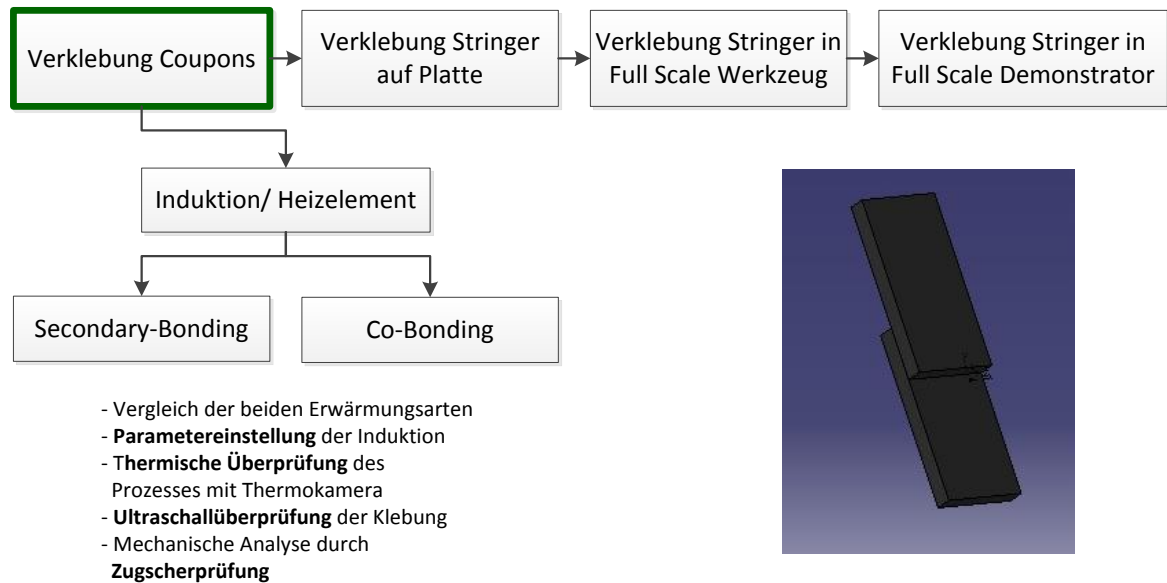 Verklebung Coupons
Verklebung Stringer
auf Platte
Verklebung Stringer in
Full Scale Werkzeug
Verklebung Stringer in
Full Scale Demonstrator
Induktion/ Heizelement
Secondary-Bonding
Co-Bonding
- Vergleich der beiden Erwärmungsarten
- Parametereinstellung der Induktion
- Thermische Überprüfung des
Prozesses mit Thermokamera
- Ultraschallüberprüfung der Klebung
- Mechanische Analyse durch
Zugscherprüfung